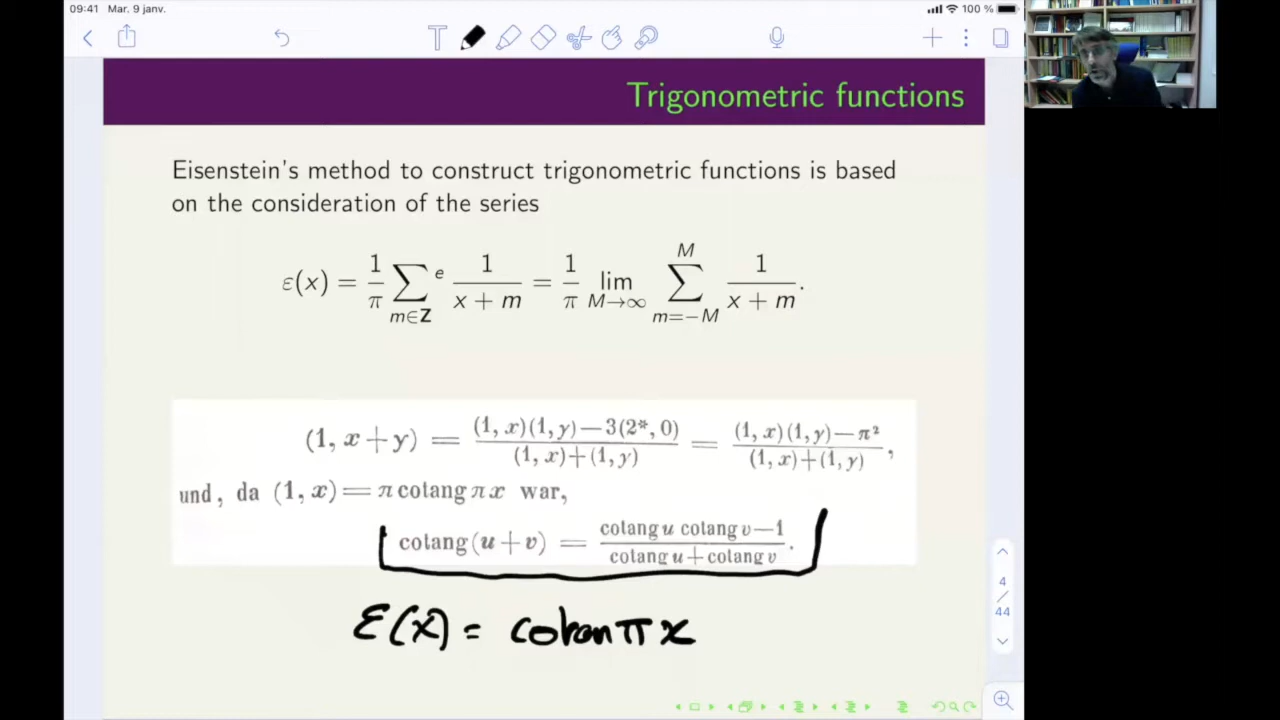 09:41 Mar. 9 janv.
100 %
Trigonometric functions
Eisenstein's method to construct trigonometric functions is based
on the consideration of the series
ε(x) = 1/π ∑ᵉ_{m∈Z} 1/(x + m) = 1/π lim_{M→∞} ∑_{m=−M}^{M} 1/(x + m).
(1, x+y) = ((1, x)(1, y)−3(2*, 0))/((1, x)+(1, y)) = ((1, x)(1, y)−π²)/((1, x)+(1, y)),
und, da (1, x) = π cotang πx war,
cotang (u+v) = (cotang u cotang v−1)/(cotang u+cotang v).
ε(x) = cotan π x
4
/
44